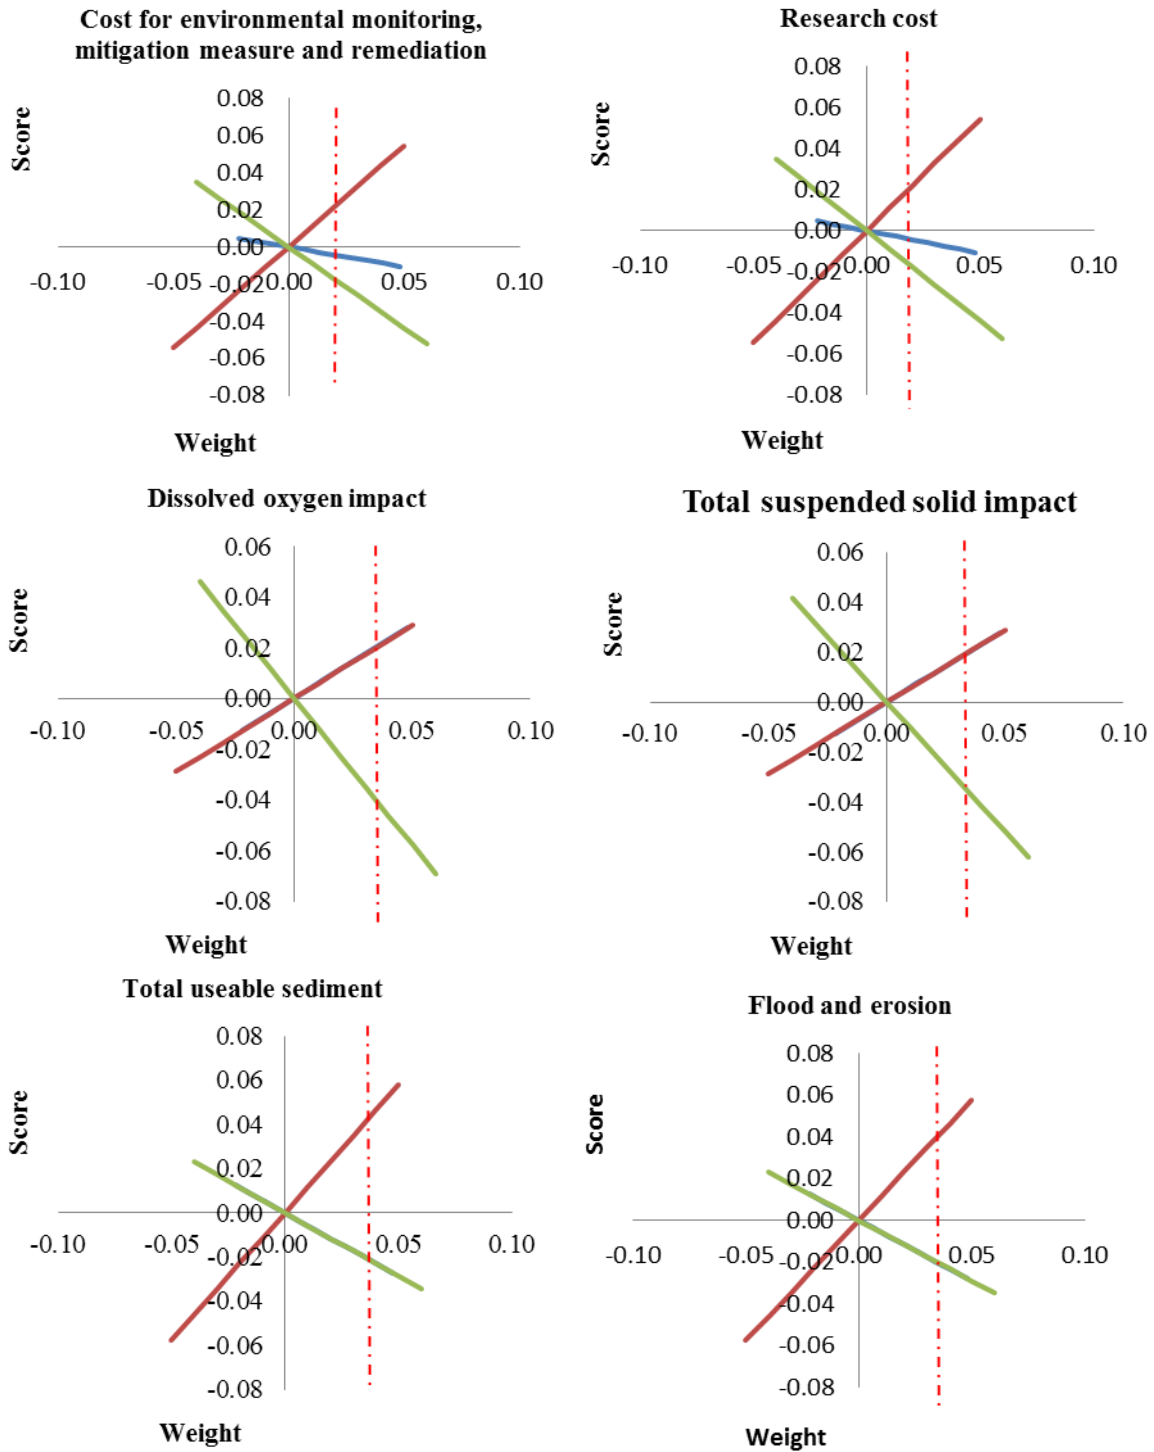 Cost for environmental monitoring,
mitigation measure and remediation
Score
0.08
0.06
0.04
0.02
0.00
-0.02
-0.04
-0.06
-0.08
-0.10 -0.05 0.00 0.05 0.10
Weight
Research cost
Score
0.08
0.06
0.04
0.02
0.00
-0.02
-0.04
-0.06
-0.08
-0.10 -0.05 0.00 0.05 0.10
Weight
Dissolved oxygen impact
Score
0.06
0.04
0.02
0.00
-0.02
-0.04
-0.06
-0.08
-0.10 -0.05 0.00 0.05 0.10
Weight
Total suspended solid impact
Score
0.06
0.04
0.02
0.00
-0.02
-0.04
-0.06
-0.08
-0.10 -0.05 0.00 0.05 0.10
Weight
Total useable sediment
Score
0.08
0.06
0.04
0.02
0.00
-0.02
-0.04
-0.06
-0.08
-0.10 -0.05 0.00 0.05 0.10
Weight
Flood and erosion
Score
0.08
0.06
0.04
0.02
0.00
-0.02
-0.04
-0.06
-0.08
-0.10 -0.05 0.00 0.05 0.10
Weight